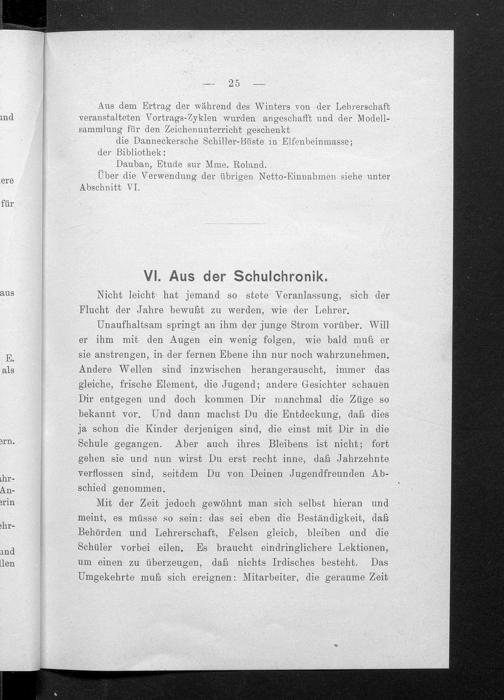 — 25 —
Aus dem Ertrag der während des Winters von der Lehrerschaft
veranstalteten Vortrags-Zyklen wurden angeschafft und der Modell-
sammlung für den Zeichenunterricht geschenkt
die Danneckersche Schiller-Büste in Elfenbeinmasse;
der Bibliothek:
Dauban, Etude sur Mme. Roland.
Über die Verwendung der übrigen Netto-Einnahmen siehe unter
Abschnitt VI.
VI. Aus der Schulchronik.
Nicht leicht hat jemand so stete Veranlassung, sich der
Flucht der Jahre bewußt zu werden, wie der Lehrer.
Unaufhaltsam springt an ihm der junge Strom vorüber. Will
er ihm mit den Augen ein wenig folgen, wie bald muß er
sie anstrengen, in der fernen Ebene ihn nur noch wahrzunehmen.
Andere Wellen sind inzwischen herangerauscht, immer das
gleiche, frische Element, die Jugend; andere Gesichter schauen
Dir entgegen und doch kommen Dir manchmal die Züge so
bekannt vor. Und dann machst Du die Entdeckung, daß dies
ja schon die Kinder derjenigen sind, die einst mit Dir in die
Schule gegangen. Aber auch ihres Bleibens ist nicht; fort
gehen sie und nun wirst Du erst recht inne, daß Jahrzehnte
verflossen sind, seitdem Du von Deinen Jugendfreunden Ab-
schied genommen.
Mit der Zeit jedoch gewöhnt man sich selbst hieran und
meint, es müsse so sein: das sei eben die Beständigkeit, daß
Behörden und Lehrerschaft, Felsen gleich, bleiben und die
Schüler vorbei eilen. Es braucht eindringlichere Lektionen,
um einen zu überzeugen, daß nichts Irdisches besteht. Das
Umgekehrte muß sich ereignen: Mitarbeiter, die geraume Zeit
und
ere
für
aus
E.
als
ern.
hr-
An-
erin
ehr-
und
llen